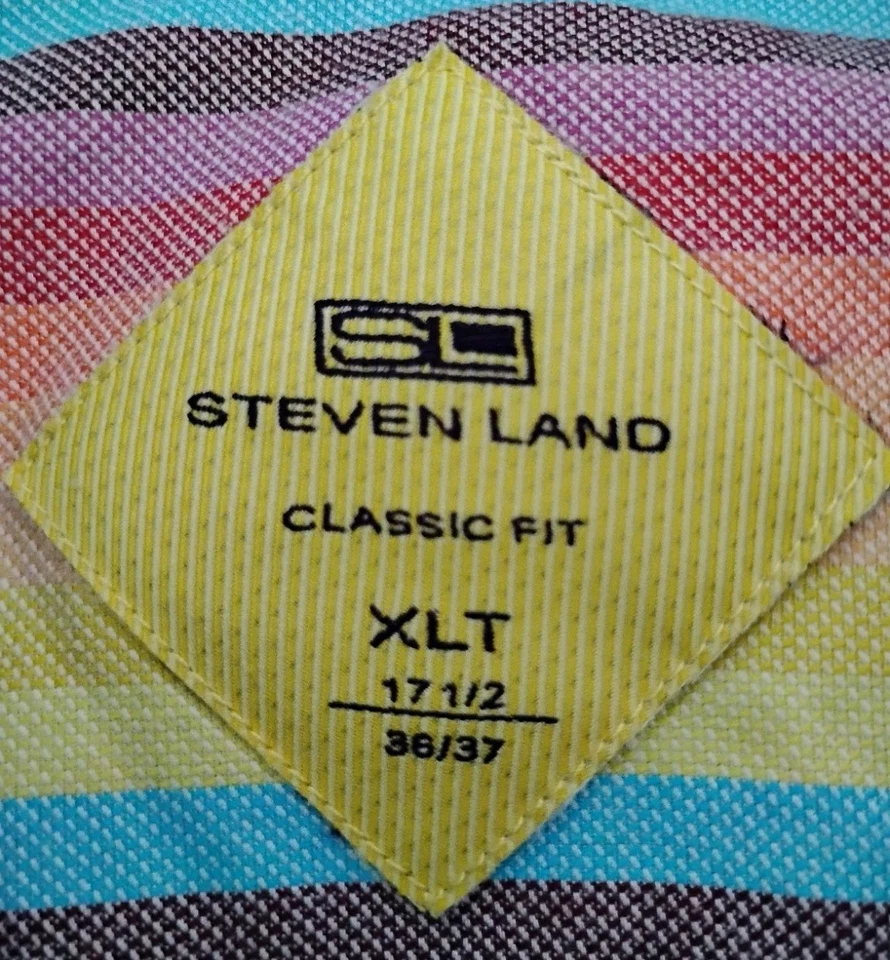 SL
STEVEN LAND
CLASSIC FIT
XLT
17 1/2
36/37